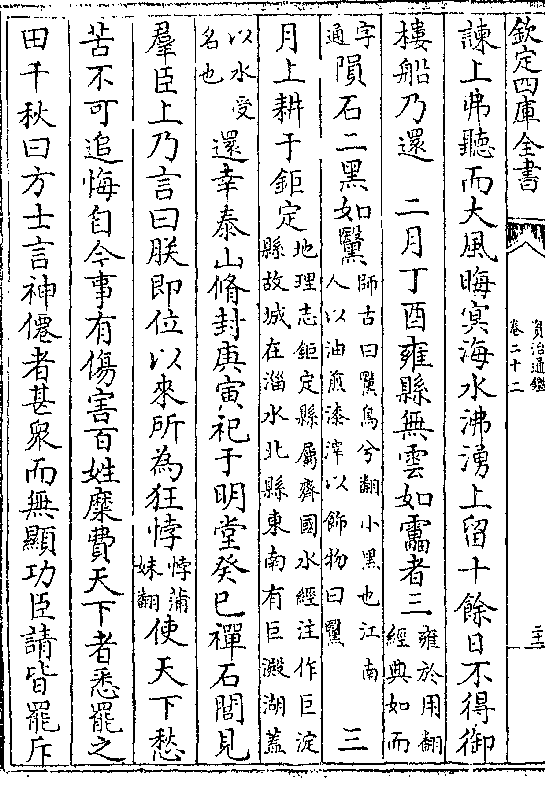 欽定四庫全書
資治通鑑
卷二十二
諫上弗聽而大風晦冥海水沸湧上留十餘日不得御
樓船乃還　二月丁酉雍縣無雲如靁者三雍於用翻經典如而
字通隕石二黑如黳師古曰黳烏兮翻小黑也江南人以油煎漆滓以飾物曰黳　三
月上耕于鉅定地理志鉅定縣屬齊國水經注作巨淀縣故城在淄水北縣東南有巨澱湖蓋
以水受名也還幸泰山脩封庚寅祀于明堂癸巳禪石閭見
羣臣上乃言曰朕即位以來所為狂悖悖蒲妹翻使天下愁
苦不可追悔自今事有傷害百姓糜費天下者悉罷之
田千秋曰方士言神僊者甚衆而無顯功臣請皆罷斥